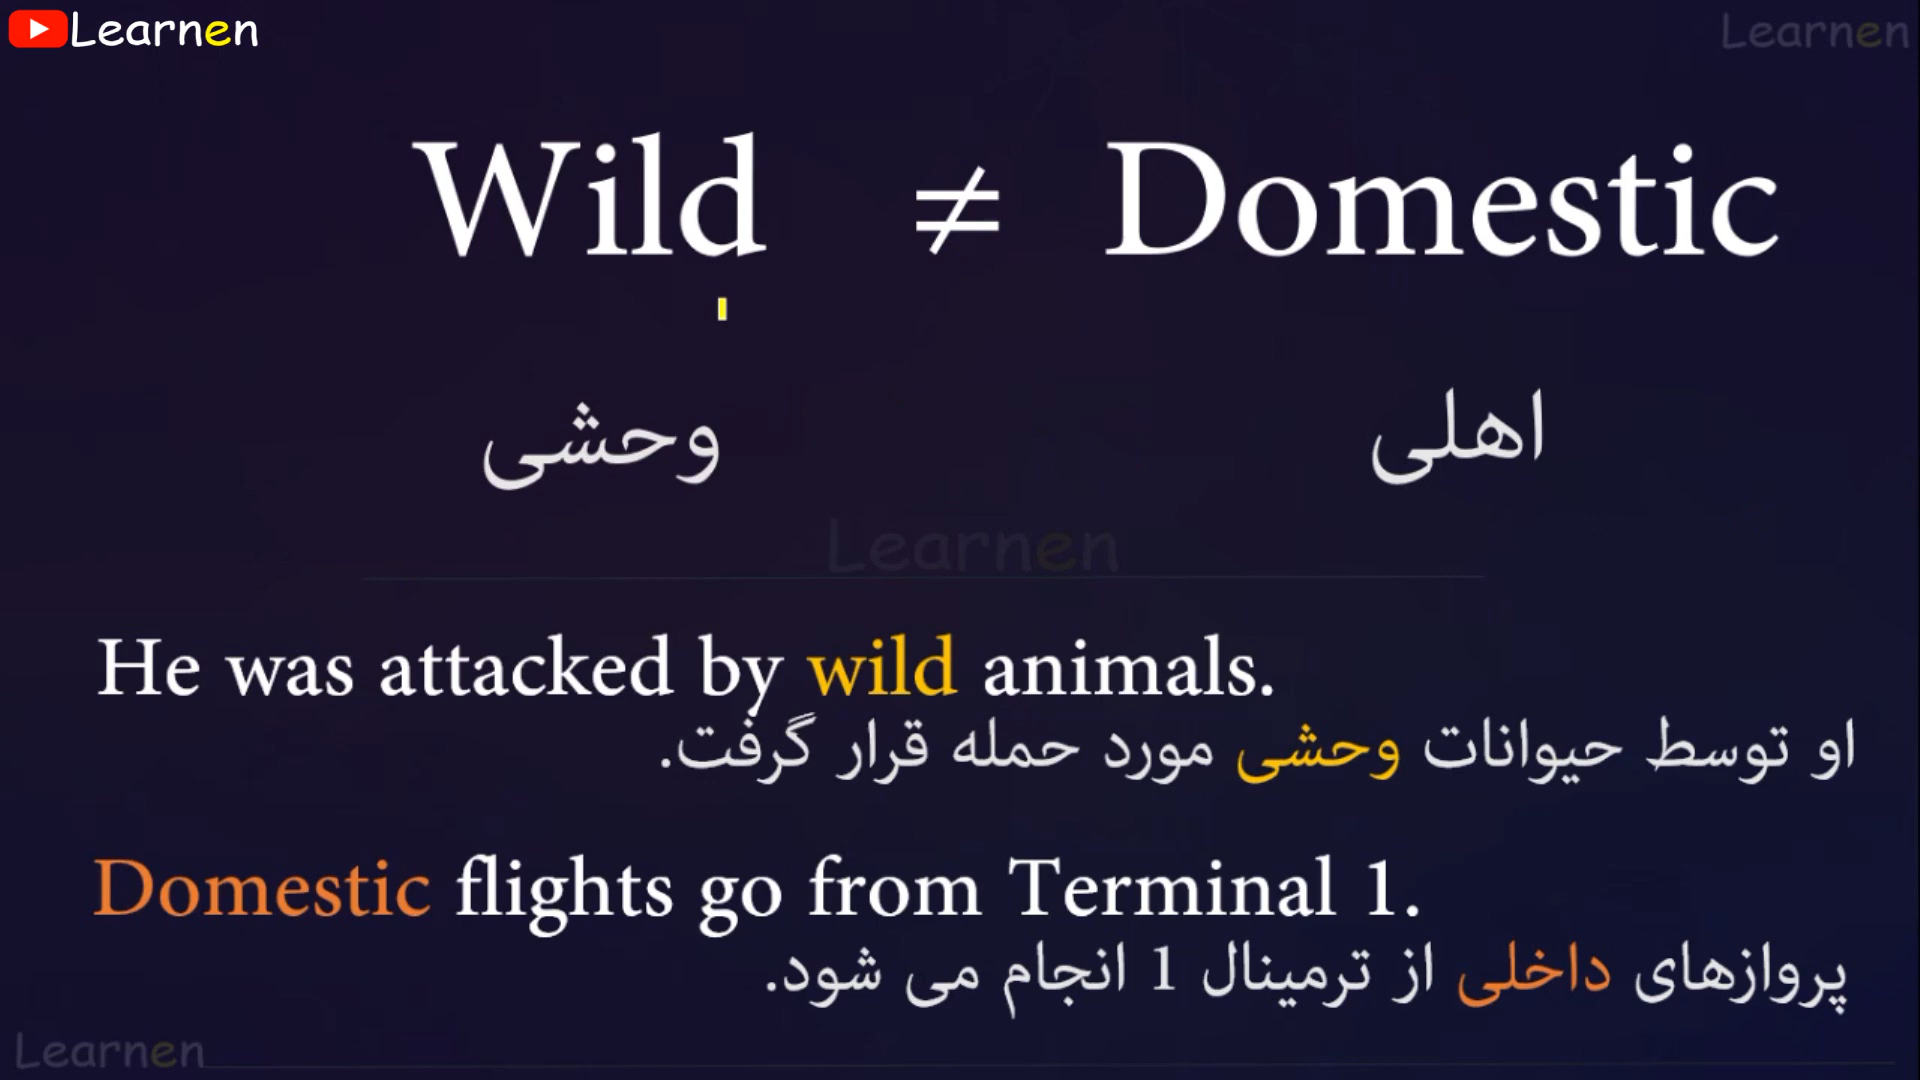 Learnen
Learnen
Wild ≠ Domestic
وحشی
اهلی
Learnen
He was attacked by wild animals.
او توسط حیوانات وحشی مورد حمله قرار گرفت.
Domestic flights go from Terminal 1.
پروازهای داخلی از ترمینال 1 انجام می شود.
Learnen